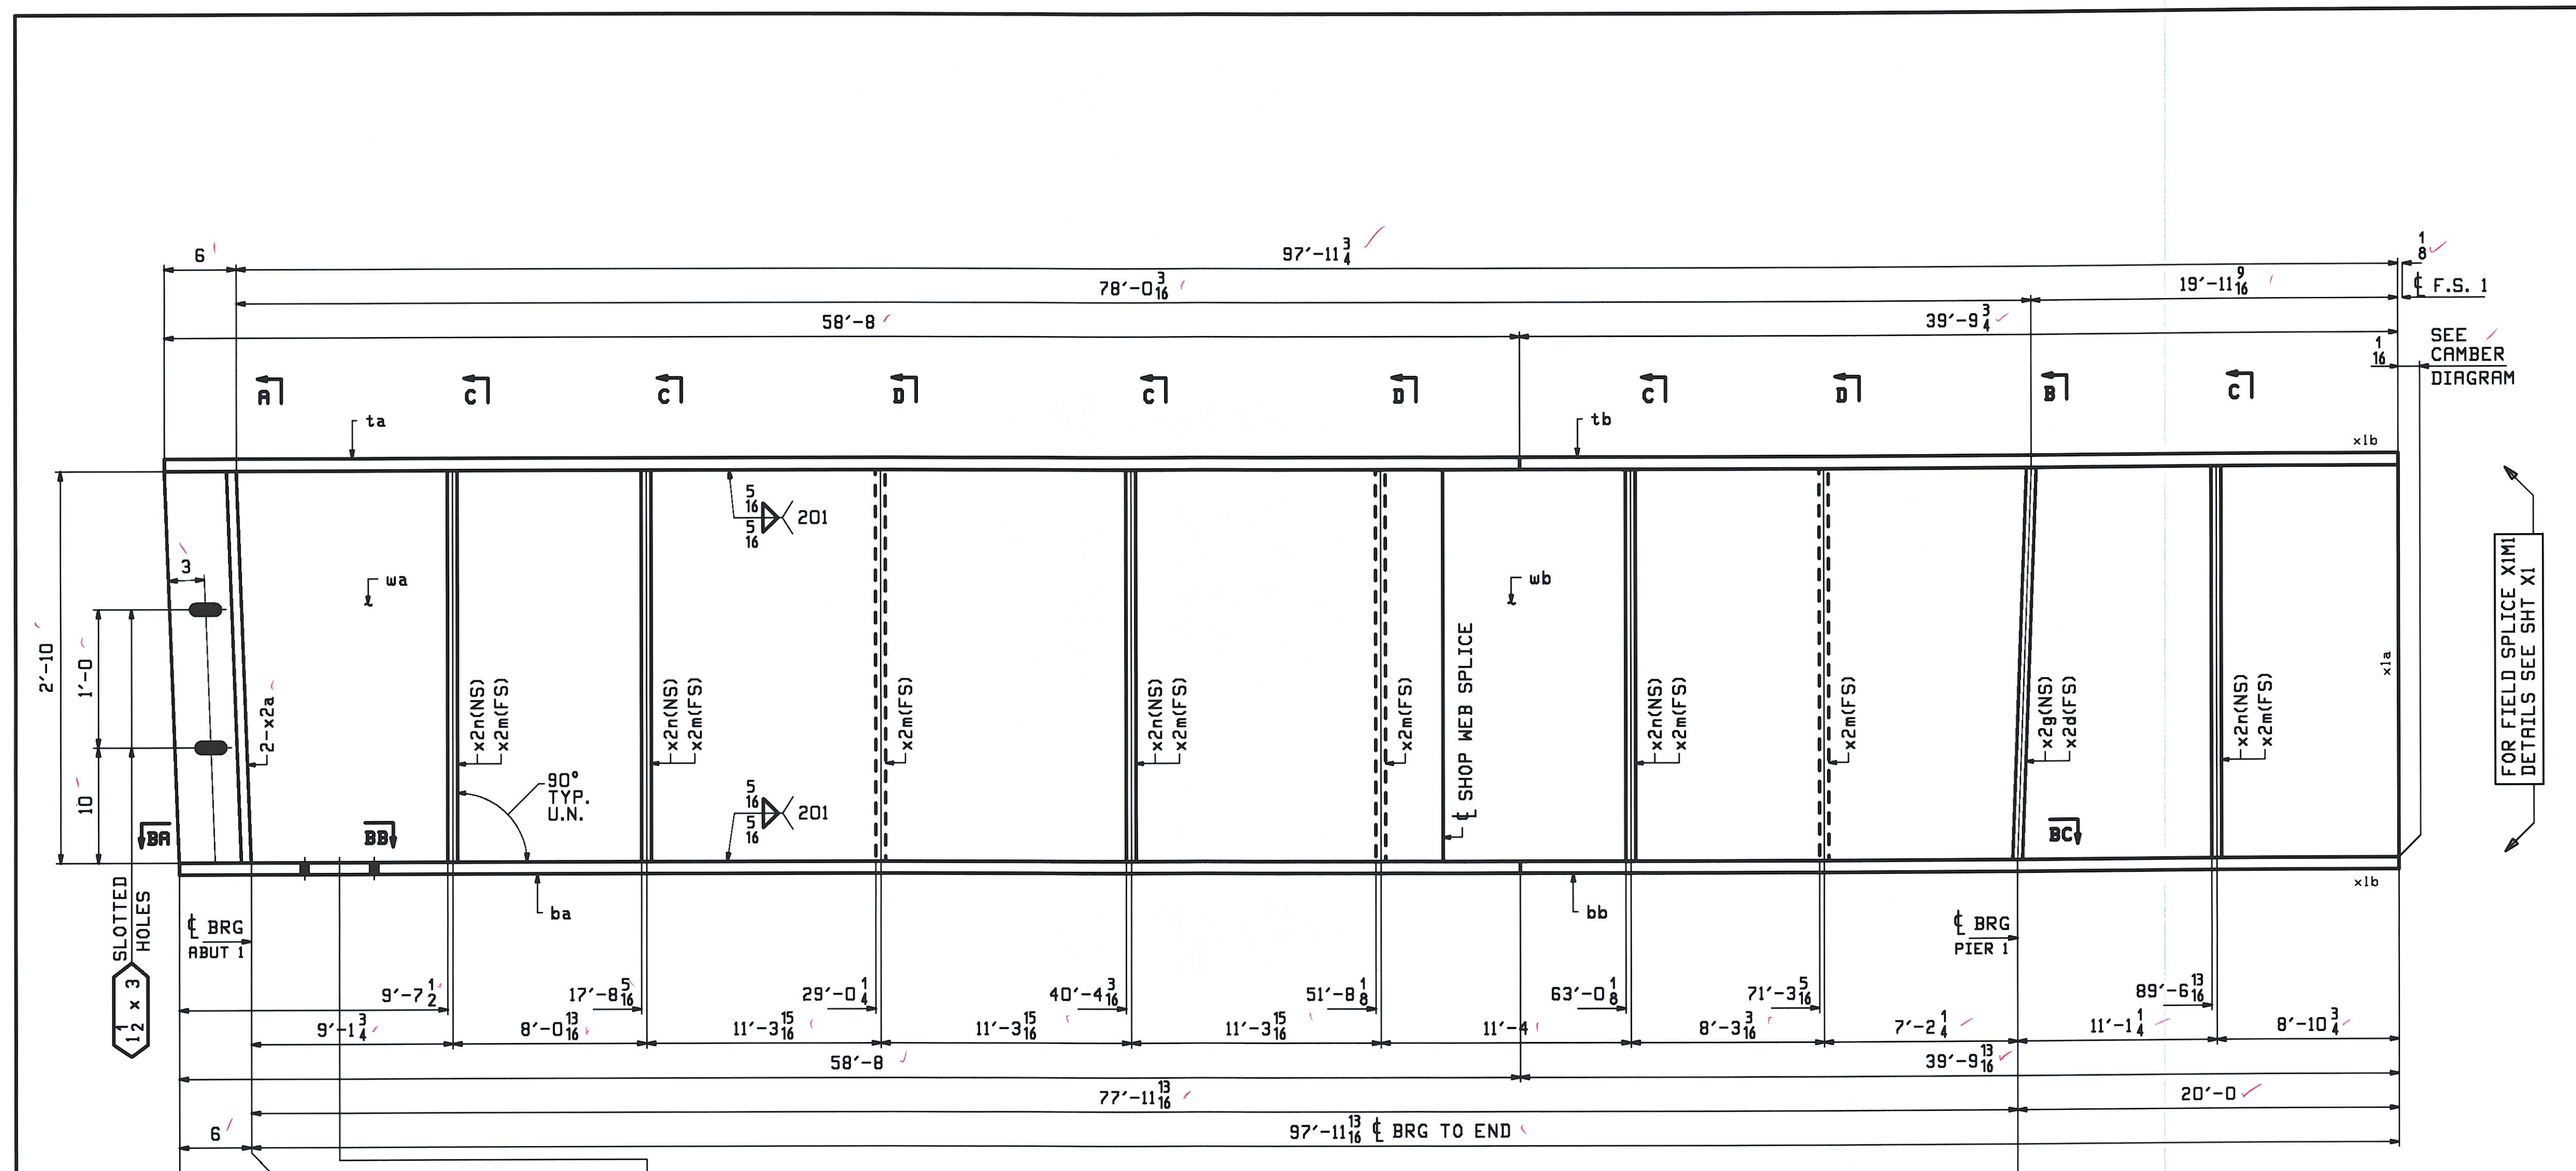 6
97′-11 3/4
1/8
78′-0 3/16
19′-11 9/16
℄ F.S. 1
58′-8
39′-9 3/4
1/16
SEE
CAMBER
DIAGRAM
A
C
C
D
C
D
C
D
B
C
ta
tb
x1b
5/16
5/16
201
3
wa
wb
FOR FIELD SPLICE X1M1
DETAILS SEE SHT X1
2′-10
1′-0
10
2-x2a
x2n(NS)
x2m(FS)
x2n(NS)
x2m(FS)
x2m(FS)
x2n(NS)
x2m(FS)
x2m(FS)
℄ SHOP WEB SPLICE
x2n(NS)
x2m(FS)
x2m(FS)
x2g(NS)
x2d(FS)
x2n(NS)
x2m(FS)
x1a
90°
TYP.
U.N.
5/16
5/16
201
BA
BB
BC
ba
bb
x1b
SLOTTED
HOLES
1 1/2 x 3
℄ BRG
ABUT 1
℄ BRG
PIER 1
9′-7 1/2
17′-8 5/16
29′-0 1/4
40′-4 3/16
51′-8 1/8
63′-0 1/8
71′-3 5/16
89′-6 13/16
9′-1 3/4
8′-0 13/16
11′-3 15/16
11′-3 15/16
11′-3 15/16
11′-4
8′-3 3/16
7′-2 1/4
11′-1 1/4
8′-10 3/4
58′-8
39′-9 13/16
77′-11 13/16
20′-0
6
97′-11 13/16 ℄ BRG TO END